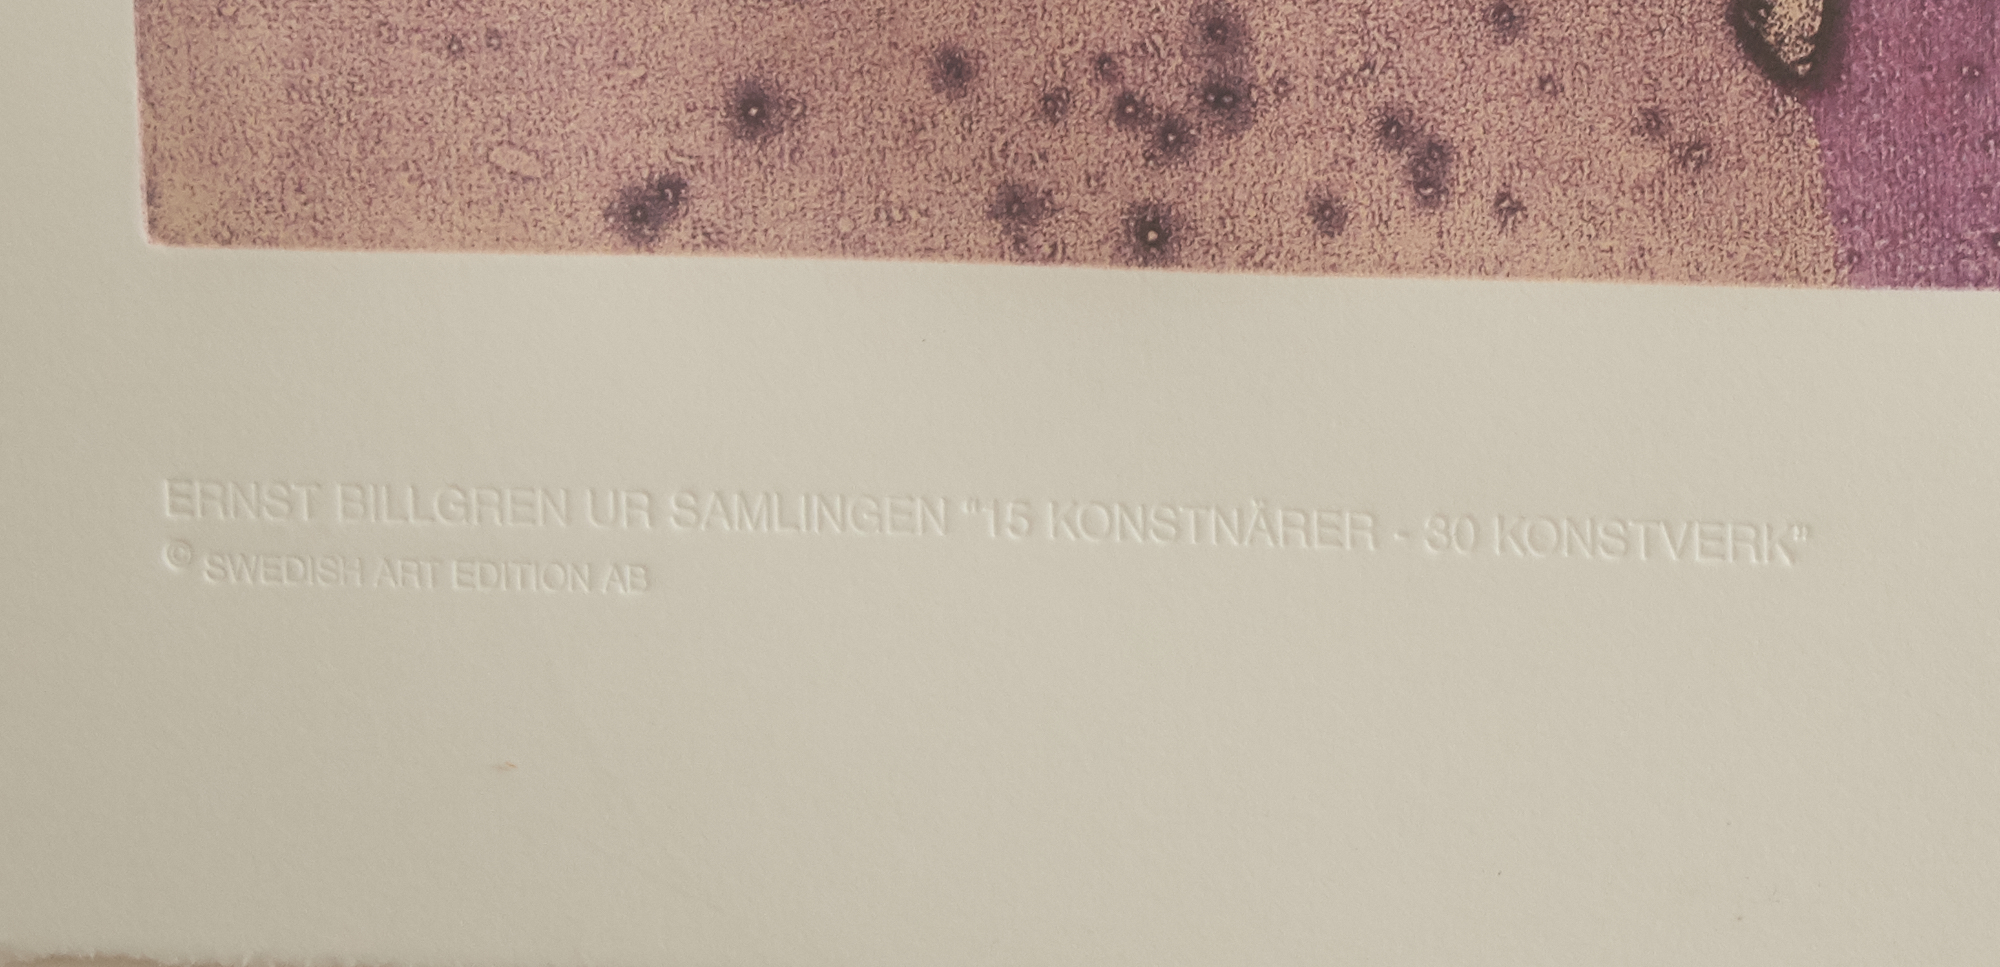 ERNST BILLGREN UR SAMLINGEN "15 KONSTNÄRER - 30 KONSTVERK"
© SWEDISH ART EDITION AB